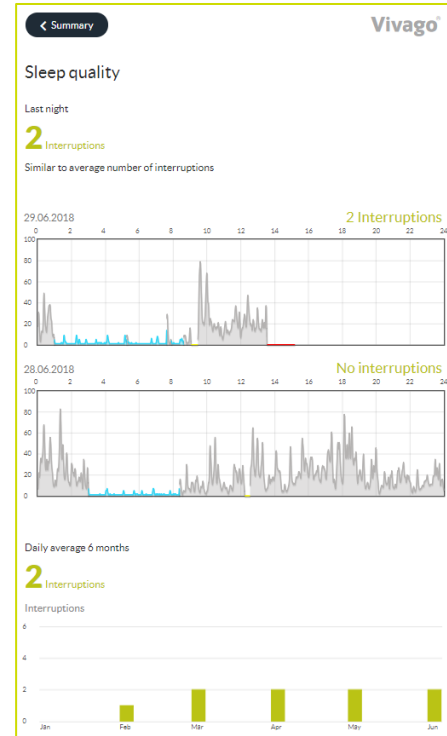 Summary
Vivago
Sleep quality
Last night
2 Interruptions
Similar to average number of interruptions
29.06.2018 2 Interruptions
0 2 4 6 8 10 12 14 16 18 20 22 24
100
80
60
40
20
0
28.06.2018 No interruptions
0 2 4 6 8 10 12 14 16 18 20 22 24
100
80
60
40
20
0
Daily average 6 months
2 Interruptions
Interruptions
6
4
2
0
Jän Feb Mär Apr Mäy Jun